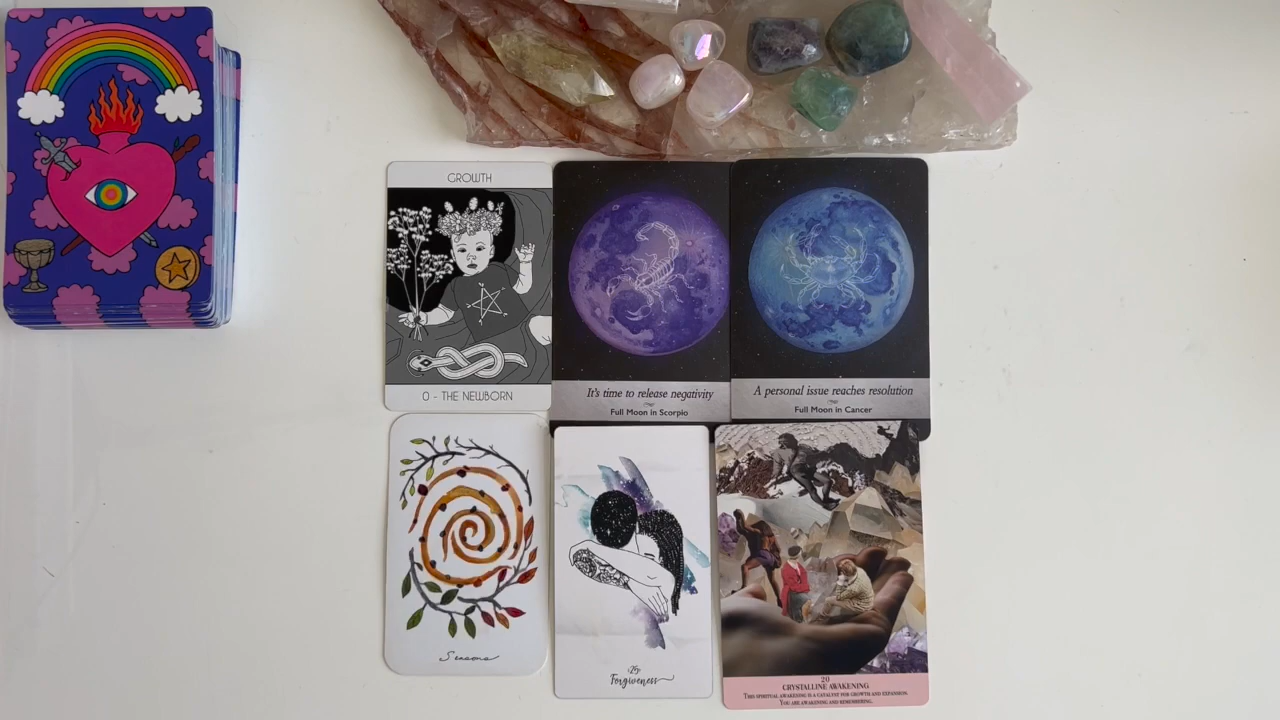 GROWTH
0 - THE NEWBORN
It's time to release negativity
Full Moon in Scorpio
A personal issue reaches resolution
Full Moon in Cancer
Seasons
25
Forgiveness
20
CRYSTALLINE AWAKENING
THIS SPIRITUAL AWAKENING IS A CATALYST FOR GROWTH AND EXPANSION.
YOU ARE AWAKENING AND REMEMBERING.